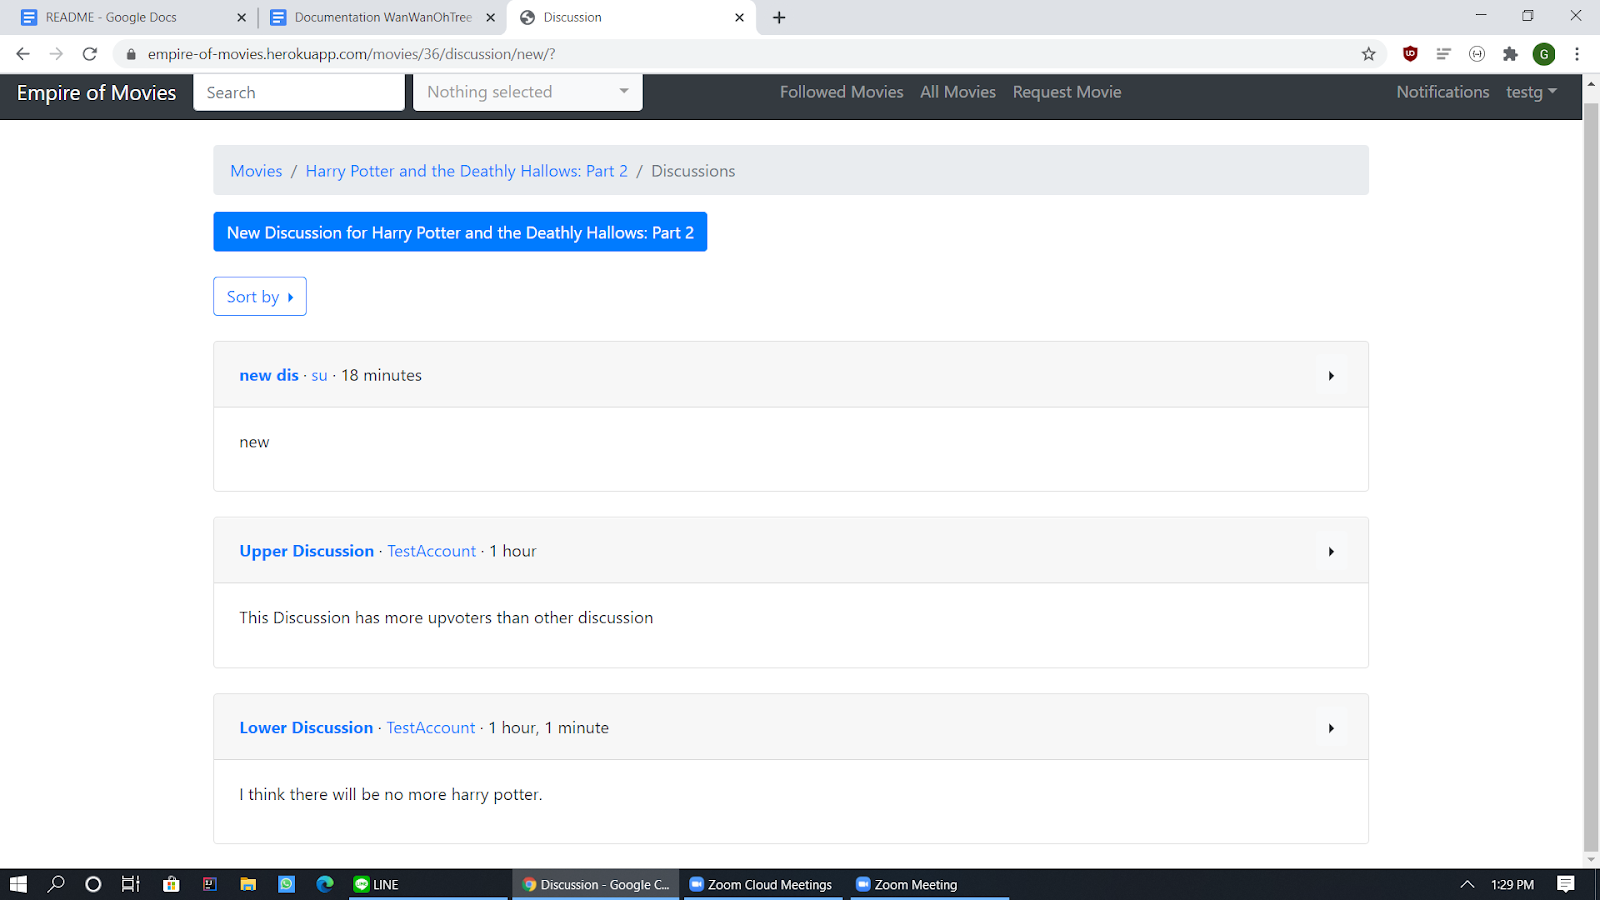 README - Google Docs
Documentation WanWanOhTree
Discussion
empire-of-movies.herokuapp.com/movies/36/discussion/new/?
G
Empire of Movies
Search
Nothing selected
Followed Movies
All Movies
Request Movie
Notifications
testg
Movies / Harry Potter and the Deathly Hallows: Part 2 / Discussions
New Discussion for Harry Potter and the Deathly Hallows: Part 2
Sort by
new dis · su · 18 minutes
new
Upper Discussion · TestAccount · 1 hour
This Discussion has more upvoters than other discussion
Lower Discussion · TestAccount · 1 hour, 1 minute
I think there will be no more harry potter.
LINE
Discussion - Google C...
Zoom Cloud Meetings
Zoom Meeting
1:29 PM